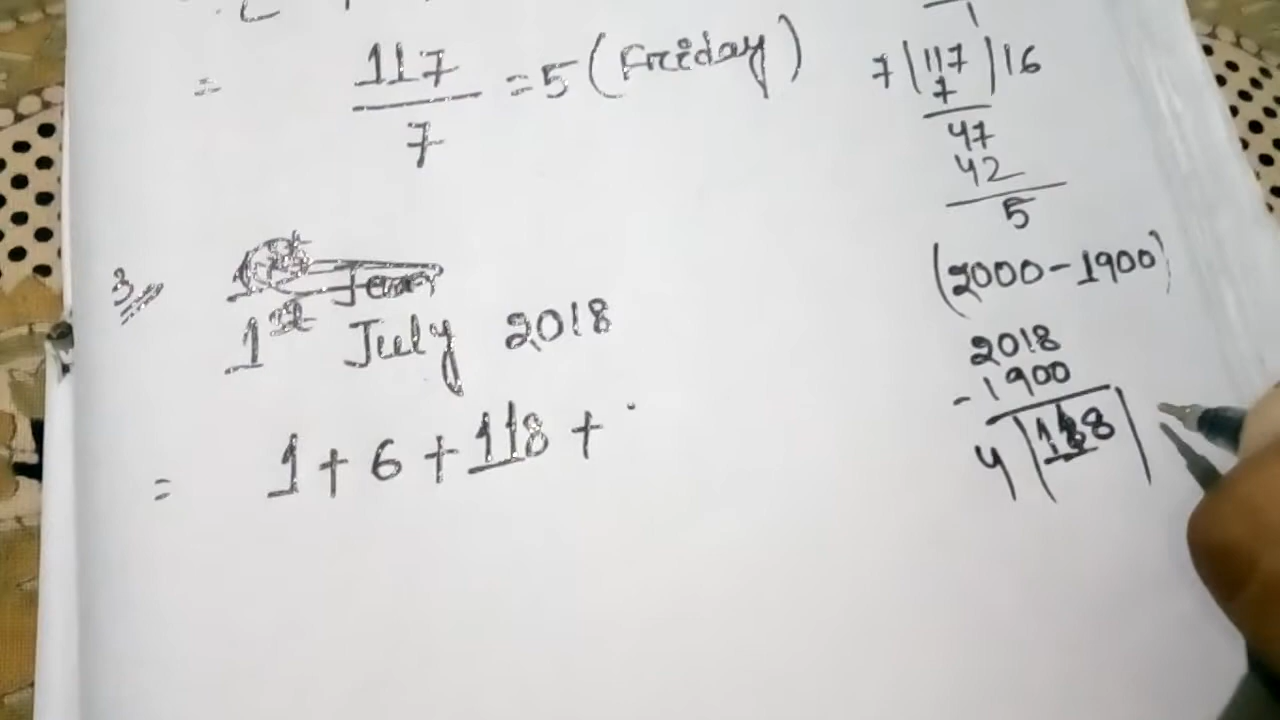 117
= — = 5 (Friday)
7
7 | 117 | 16
7
47
42
5
3
1st July 2018
= 1 + 6 + 118 +
(2000-1900)
2018
- 1900
4 | 118 |